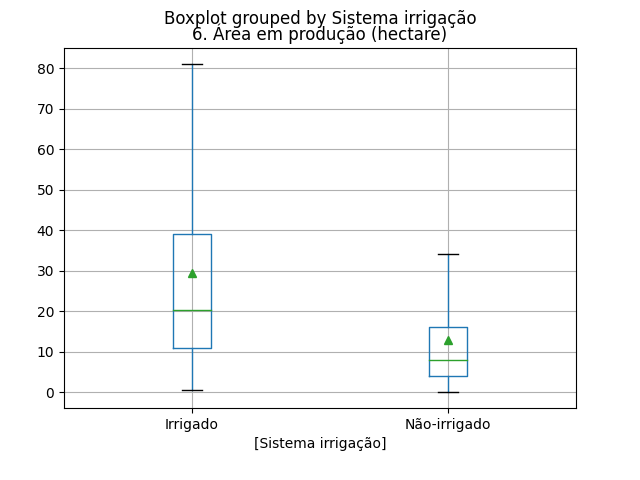 Boxplot grouped by Sistema irrigação
6. Área em produção (hectare)
80
70
60
50
40
30
20
10
0
Irrigado Não-irrigado
[Sistema irrigação]